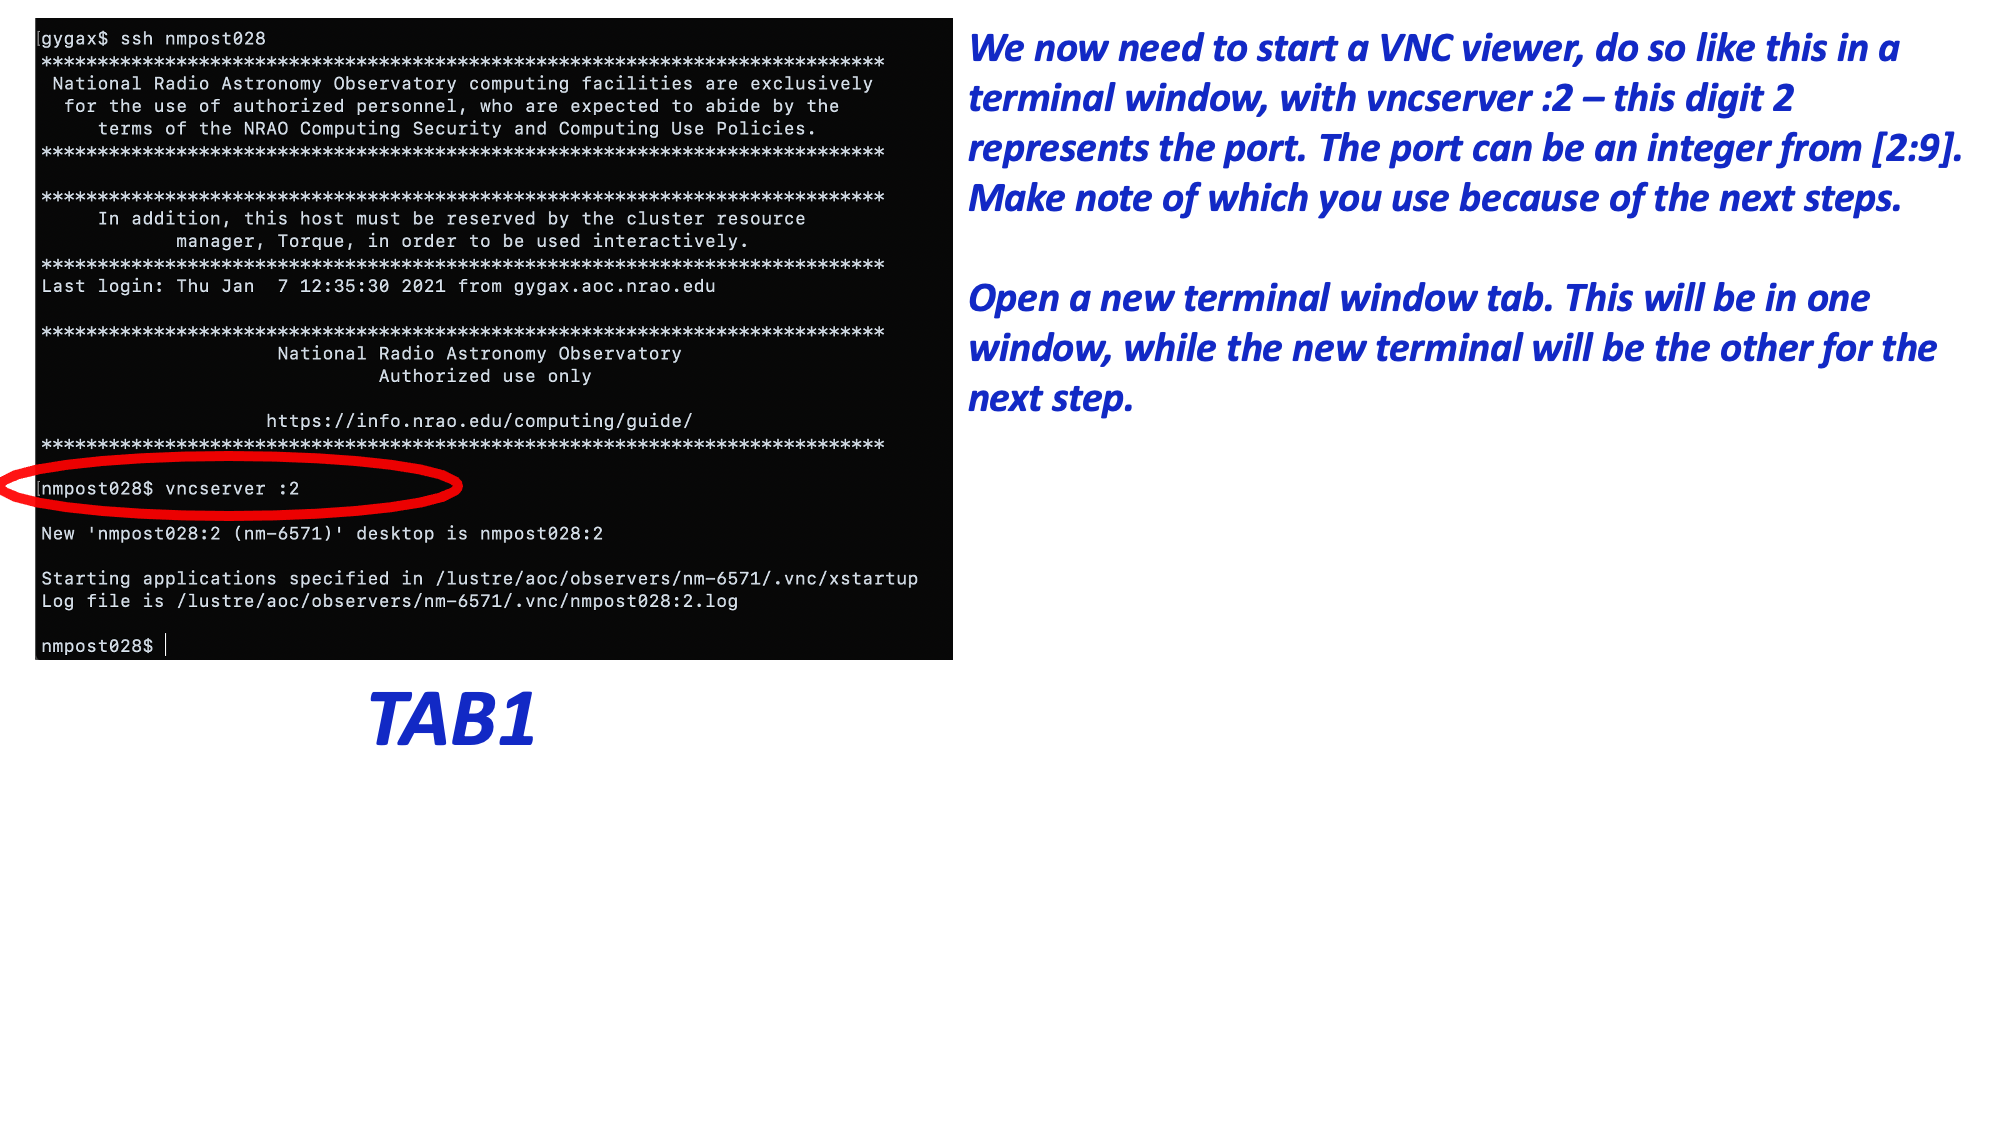 gygax$ ssh nmpost028
***************************************************************************
National Radio Astronomy Observatory computing facilities are exclusively
for the use of authorized personnel, who are expected to abide by the
terms of the NRAO Computing Security and Computing Use Policies.
***************************************************************************
***************************************************************************
In addition, this host must be reserved by the cluster resource
manager, Torque, in order to be used interactively.
***************************************************************************
Last login: Thu Jan  7 12:35:30 2021 from gygax.aoc.nrao.edu
***************************************************************************
National Radio Astronomy Observatory
Authorized use only
https://info.nrao.edu/computing/guide/
***************************************************************************
nmpost028$ vncserver :2
New 'nmpost028:2 (nm-6571)' desktop is nmpost028:2
Starting applications specified in /lustre/aoc/observers/nm-6571/.vnc/xstartup
Log file is /lustre/aoc/observers/nm-6571/.vnc/nmpost028:2.log
nmpost028$
TAB1
We now need to start a VNC viewer, do so like this in a
terminal window, with vncserver :2 – this digit 2
represents the port. The port can be an integer from [2:9].
Make note of which you use because of the next steps.
Open a new terminal window tab. This will be in one
window, while the new terminal will be the other for the
next step.